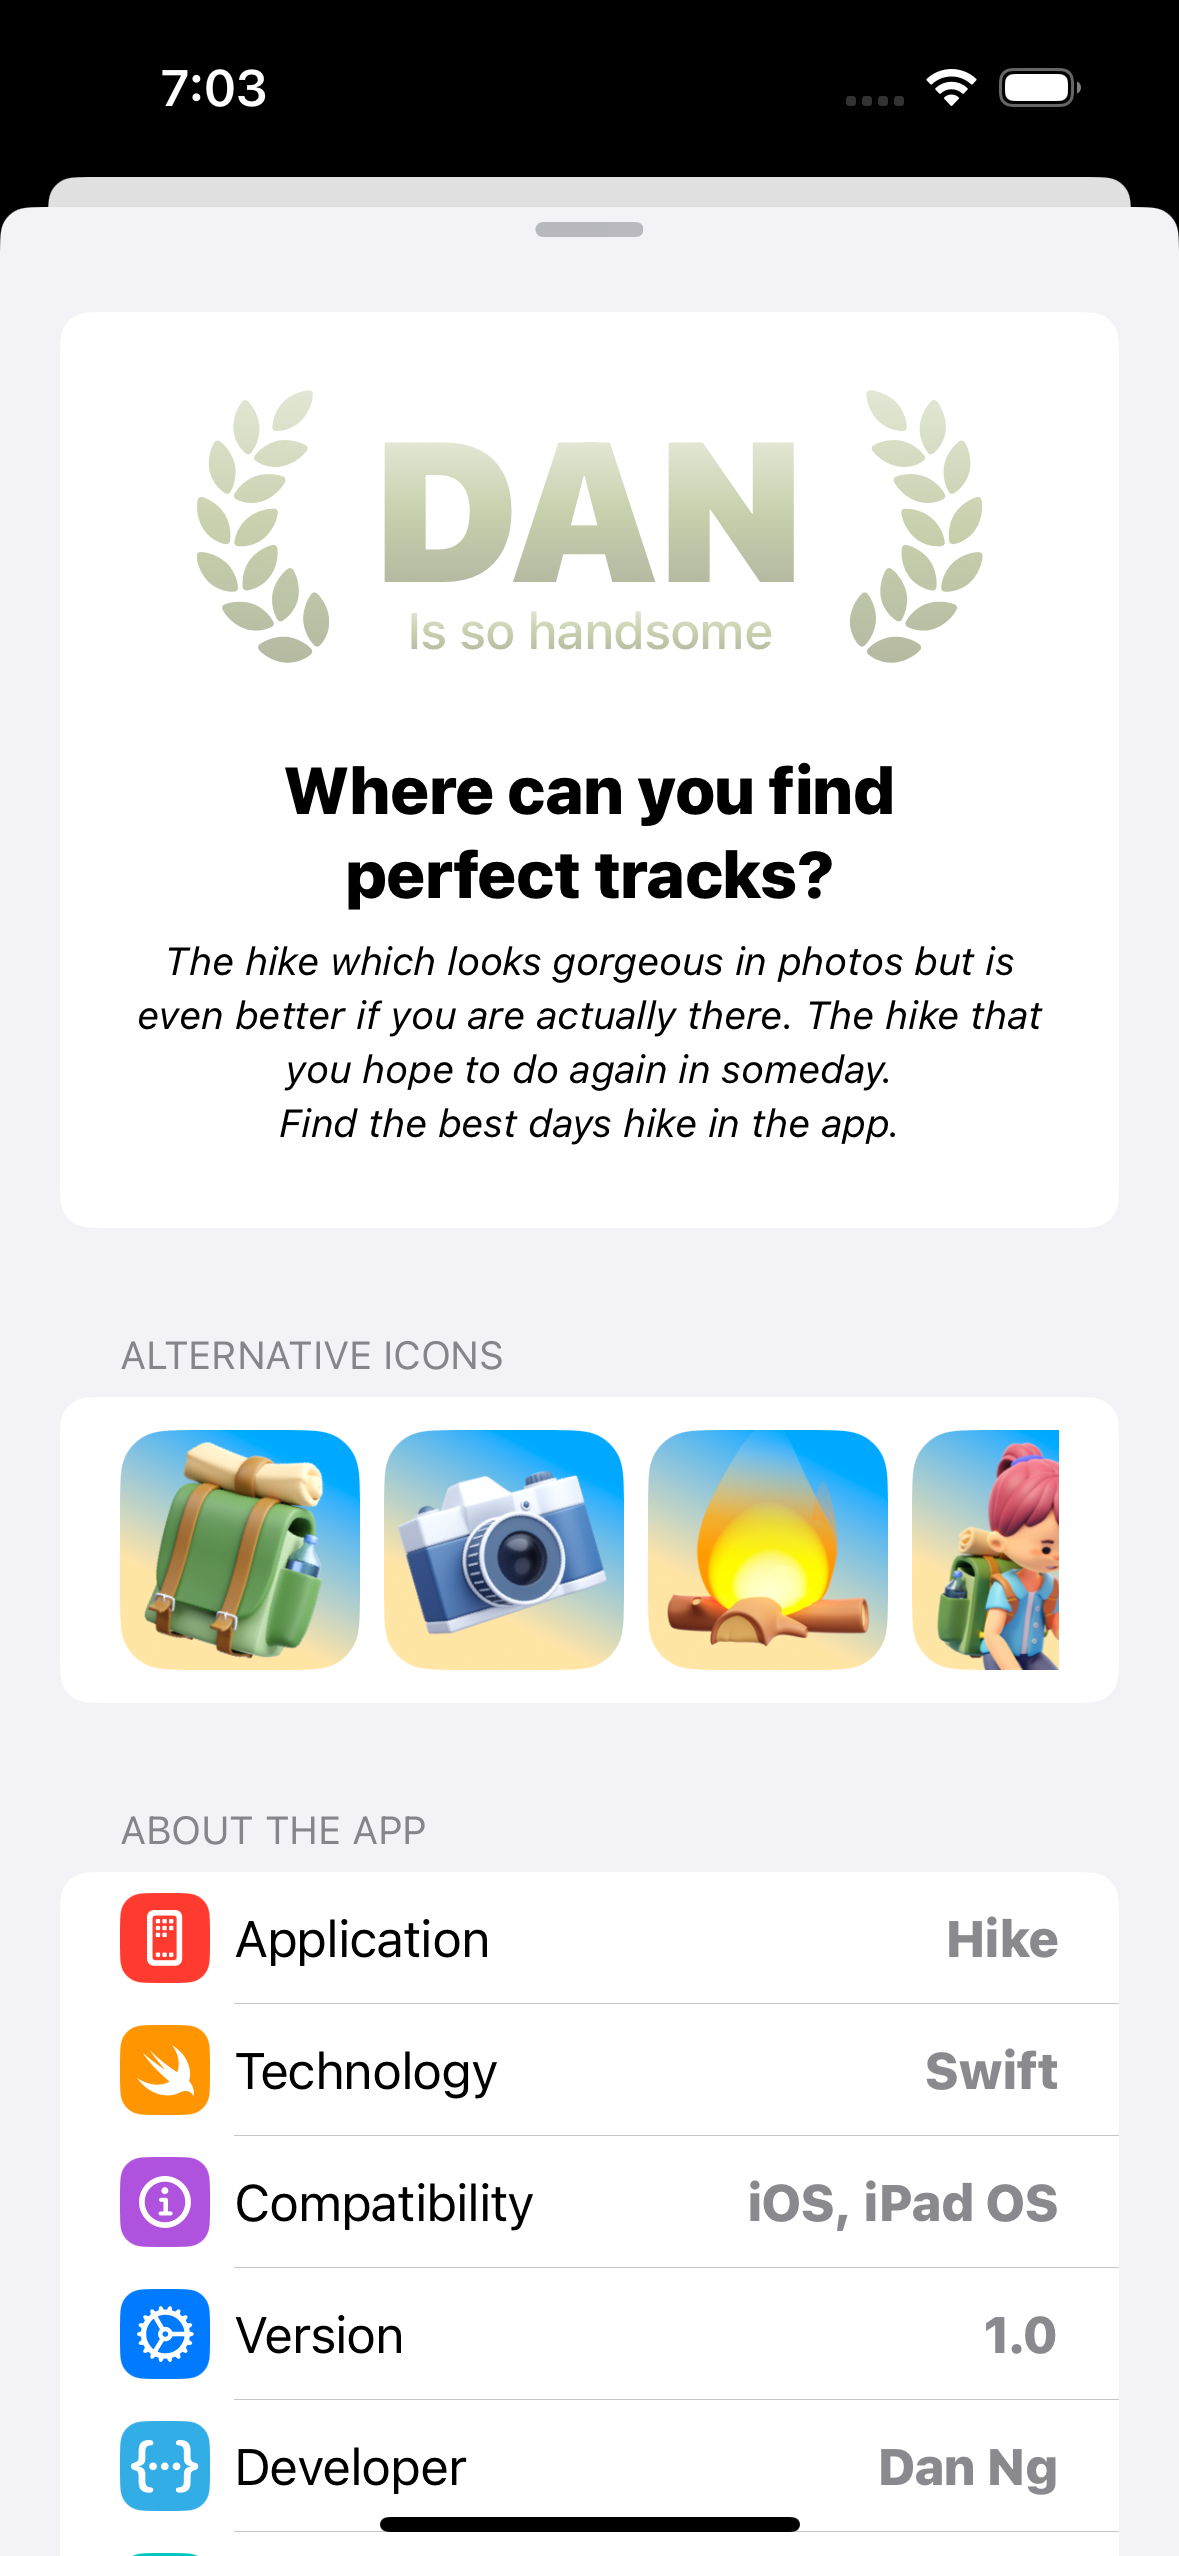 7:03
DAN
Is so handsome
Where can you find
perfect tracks?
The hike which looks gorgeous in photos but is
even better if you are actually there. The hike that
you hope to do again in someday.
Find the best days hike in the app.
ALTERNATIVE ICONS
ABOUT THE APP
Application Hike
Technology Swift
Compatibility iOS, iPad OS
Version 1.0
Developer Dan Ng